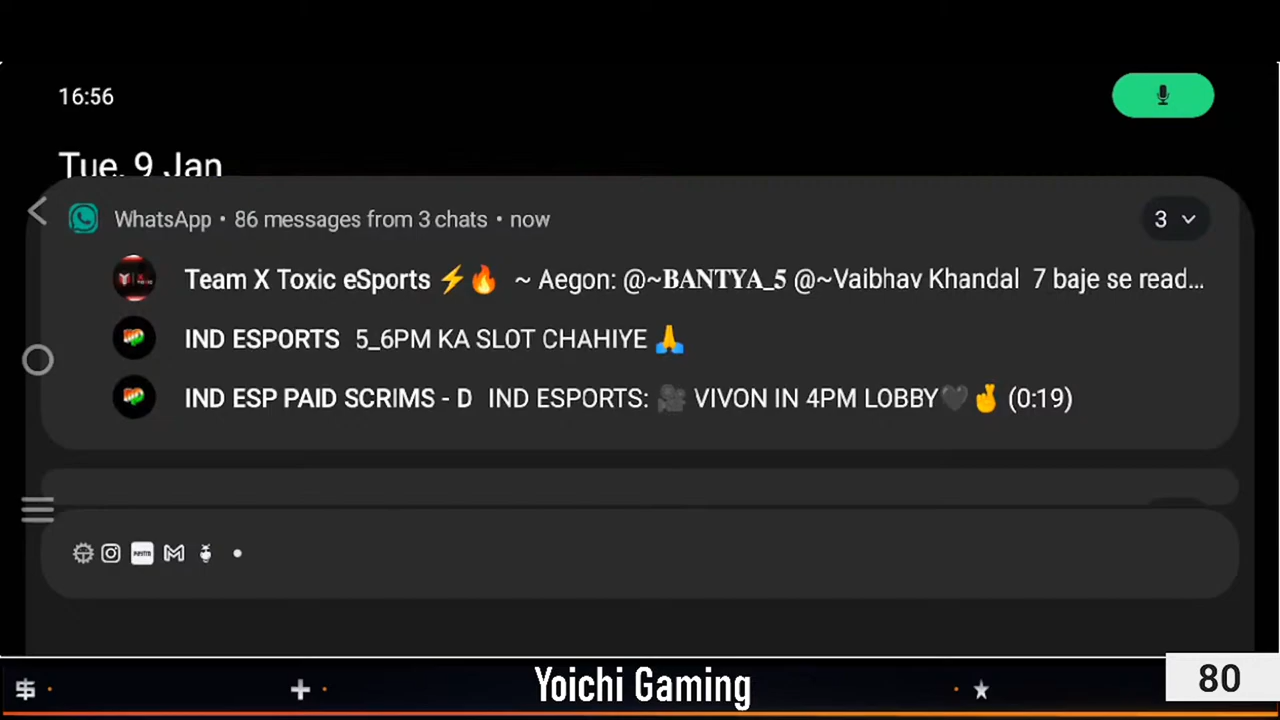 16:56
Tue, 9 Jan
WhatsApp • 86 messages from 3 chats • now
3
Team X Toxic eSports ⚡🔥 ~ Aegon: @~𝐁𝐀𝐍𝐓𝐘𝐀_𝟓 @~Vaibhav Khandal 7 baje se read...
IND ESPORTS 5_6PM KA SLOT CHAHIYE 🙏
IND ESP PAID SCRIMS - D IND ESPORTS: 🎥 VIVON IN 4PM LOBBY🖤🤞 (0:19)
Yoichi Gaming
80